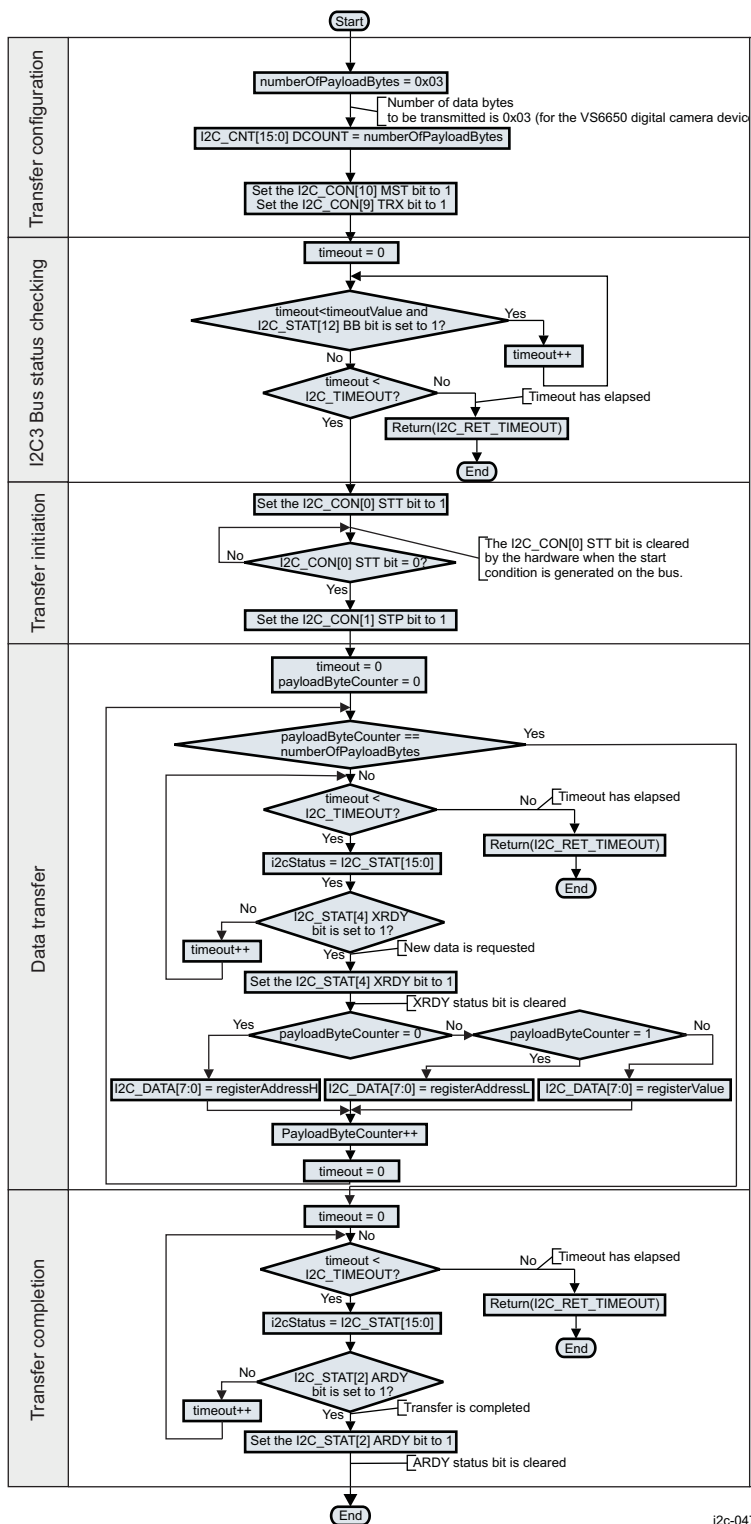 Start
Transfer configuration
numberOfPayloadBytes = 0x03
Number of data bytes
to be transmitted is 0x03 (for the VS6650 digital camera devic
I2C_CNT[15:0] DCOUNT = numberOfPayloadBytes
Set the I2C_CON[10] MST bit to 1
Set the I2C_CON[9] TRX bit to 1
I2C3 Bus status checking
timeout = 0
timeout<timeoutValue and
I2C_STAT[12] BB bit is set to 1?
Yes
timeout++
No
timeout <
I2C_TIMEOUT?
No
Timeout has elapsed
Yes
Return(I2C_RET_TIMEOUT)
End
Transfer initiation
Set the I2C_CON[0] STT bit to 1
The I2C_CON[0] STT bit is cleared
by the hardware when the start
condition is generated on the bus.
No
I2C_CON[0] STT bit = 0?
Yes
Set the I2C_CON[1] STP bit to 1
Data transfer
timeout = 0
payloadByteCounter = 0
payloadByteCounter ==
numberOfPayloadBytes
Yes
No
timeout <
I2C_TIMEOUT?
No
Timeout has elapsed
Yes
Return(I2C_RET_TIMEOUT)
End
i2cStatus = I2C_STAT[15:0]
Yes
I2C_STAT[4] XRDY
bit is set to 1?
No
timeout++
Yes
New data is requested
Set the I2C_STAT[4] XRDY bit to 1
XRDY status bit is cleared
Yes
payloadByteCounter = 0
No
payloadByteCounter = 1
No
Yes
I2C_DATA[7:0] = registerAddressH
I2C_DATA[7:0] = registerAddressL
I2C_DATA[7:0] = registerValue
PayloadByteCounter++
timeout = 0
Transfer completion
timeout = 0
No
timeout <
I2C_TIMEOUT?
No
Timeout has elapsed
Yes
Return(I2C_RET_TIMEOUT)
End
i2cStatus = I2C_STAT[15:0]
I2C_STAT[2] ARDY
bit is set to 1?
No
timeout++
Yes
Transfer is completed
Set the I2C_STAT[2] ARDY bit to 1
ARDY status bit is cleared
End
i2c-04